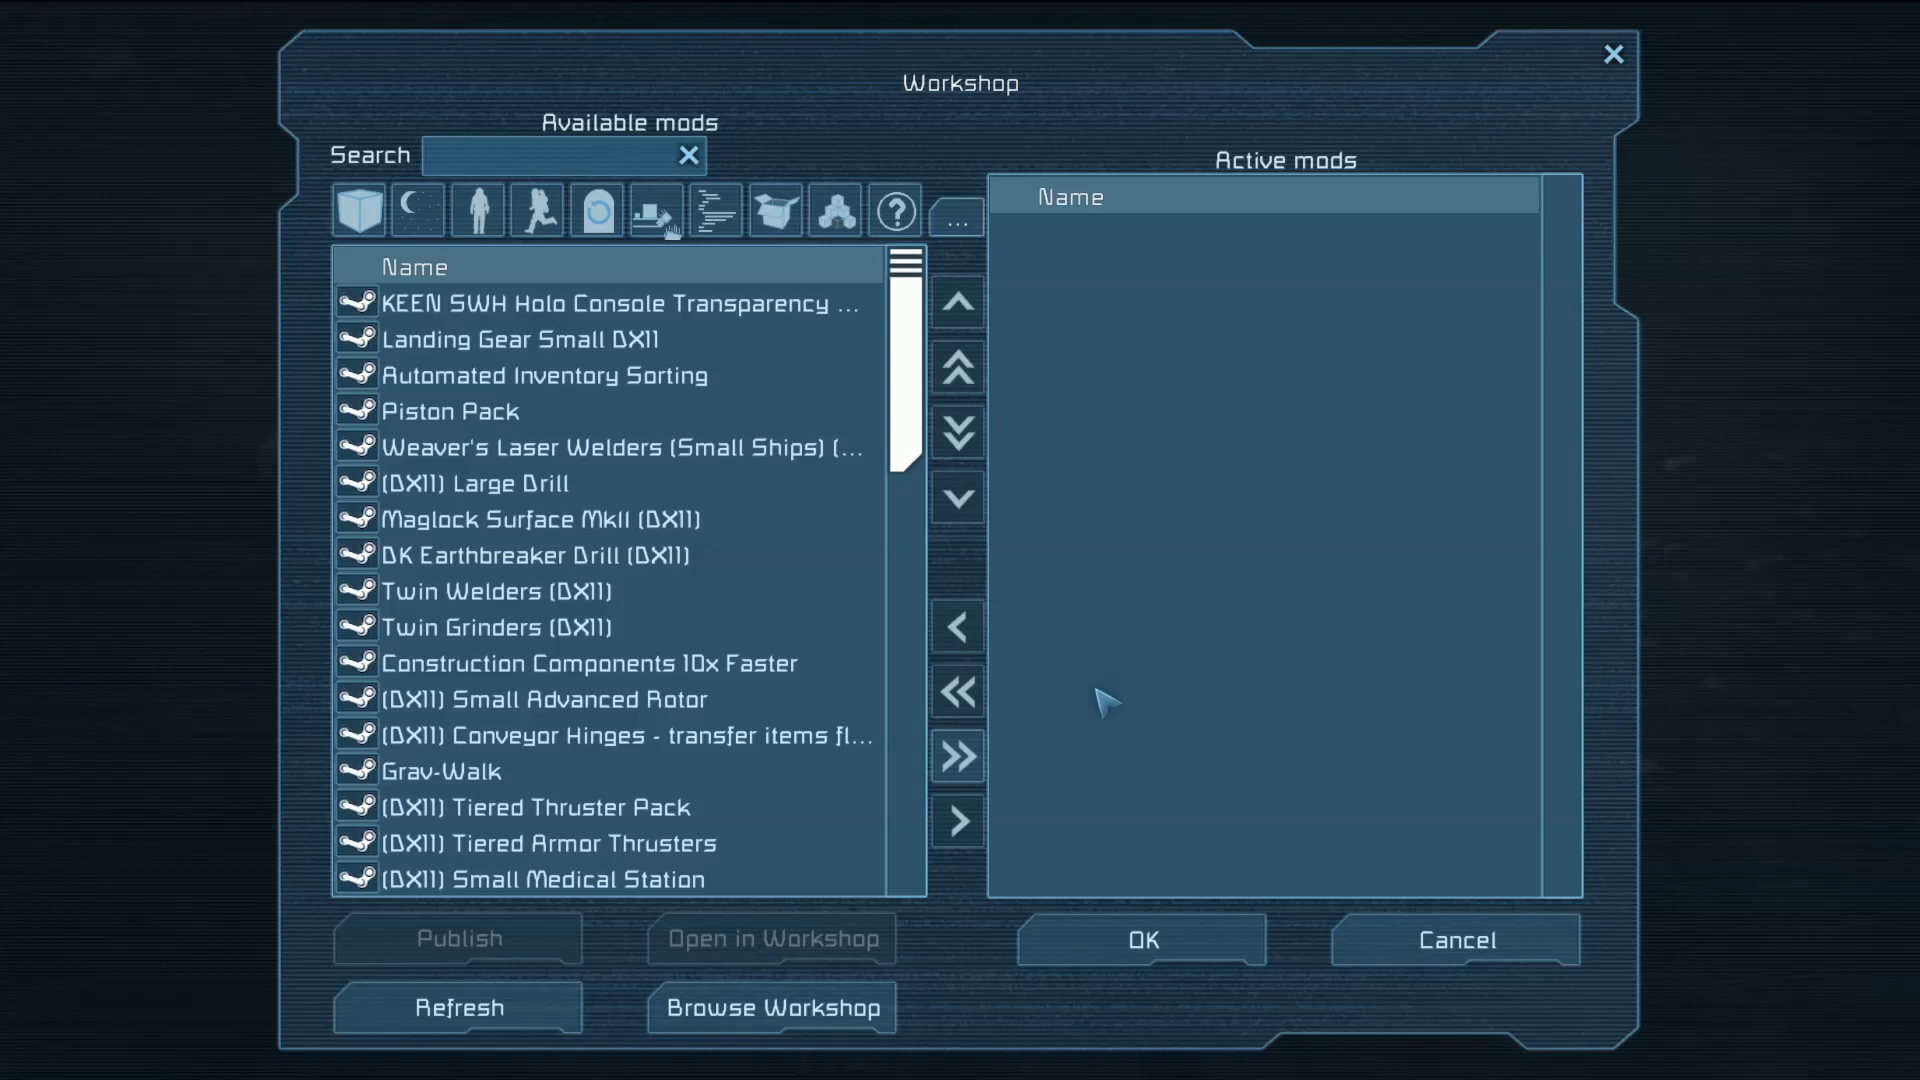 Workshop
Available mods
Search
Active mods
...
Name
Name
KEEN SWH Holo Console Transparency ...
Landing Gear Small DX11
Automated Inventory Sorting
Piston Pack
Weaver's Laser Welders (Small Ships) (...
(DX11) Large Drill
Maglock Surface MkII (DX11)
DK Earthbreaker Drill (DX11)
Twin Welders (DX11)
Twin Grinders (DX11)
Construction Components 10x Faster
(DX11) Small Advanced Rotor
(DX11) Conveyor Hinges - transfer items fl...
Grav-Walk
(DX11) Tiered Thruster Pack
(DX11) Tiered Armor Thrusters
(DX11) Small Medical Station
Publish
Open in Workshop
OK
Cancel
Refresh
Browse Workshop